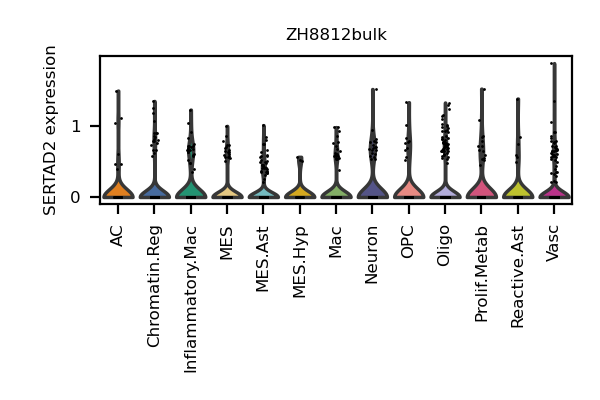 ZH8812bulk
SERTAD2 expression
1
0
AC
Chromatin.Reg
Inflammatory.Mac
MES
MES.Ast
MES.Hyp
Mac
Neuron
OPC
Oligo
Prolif.Metab
Reactive.Ast
Vasc